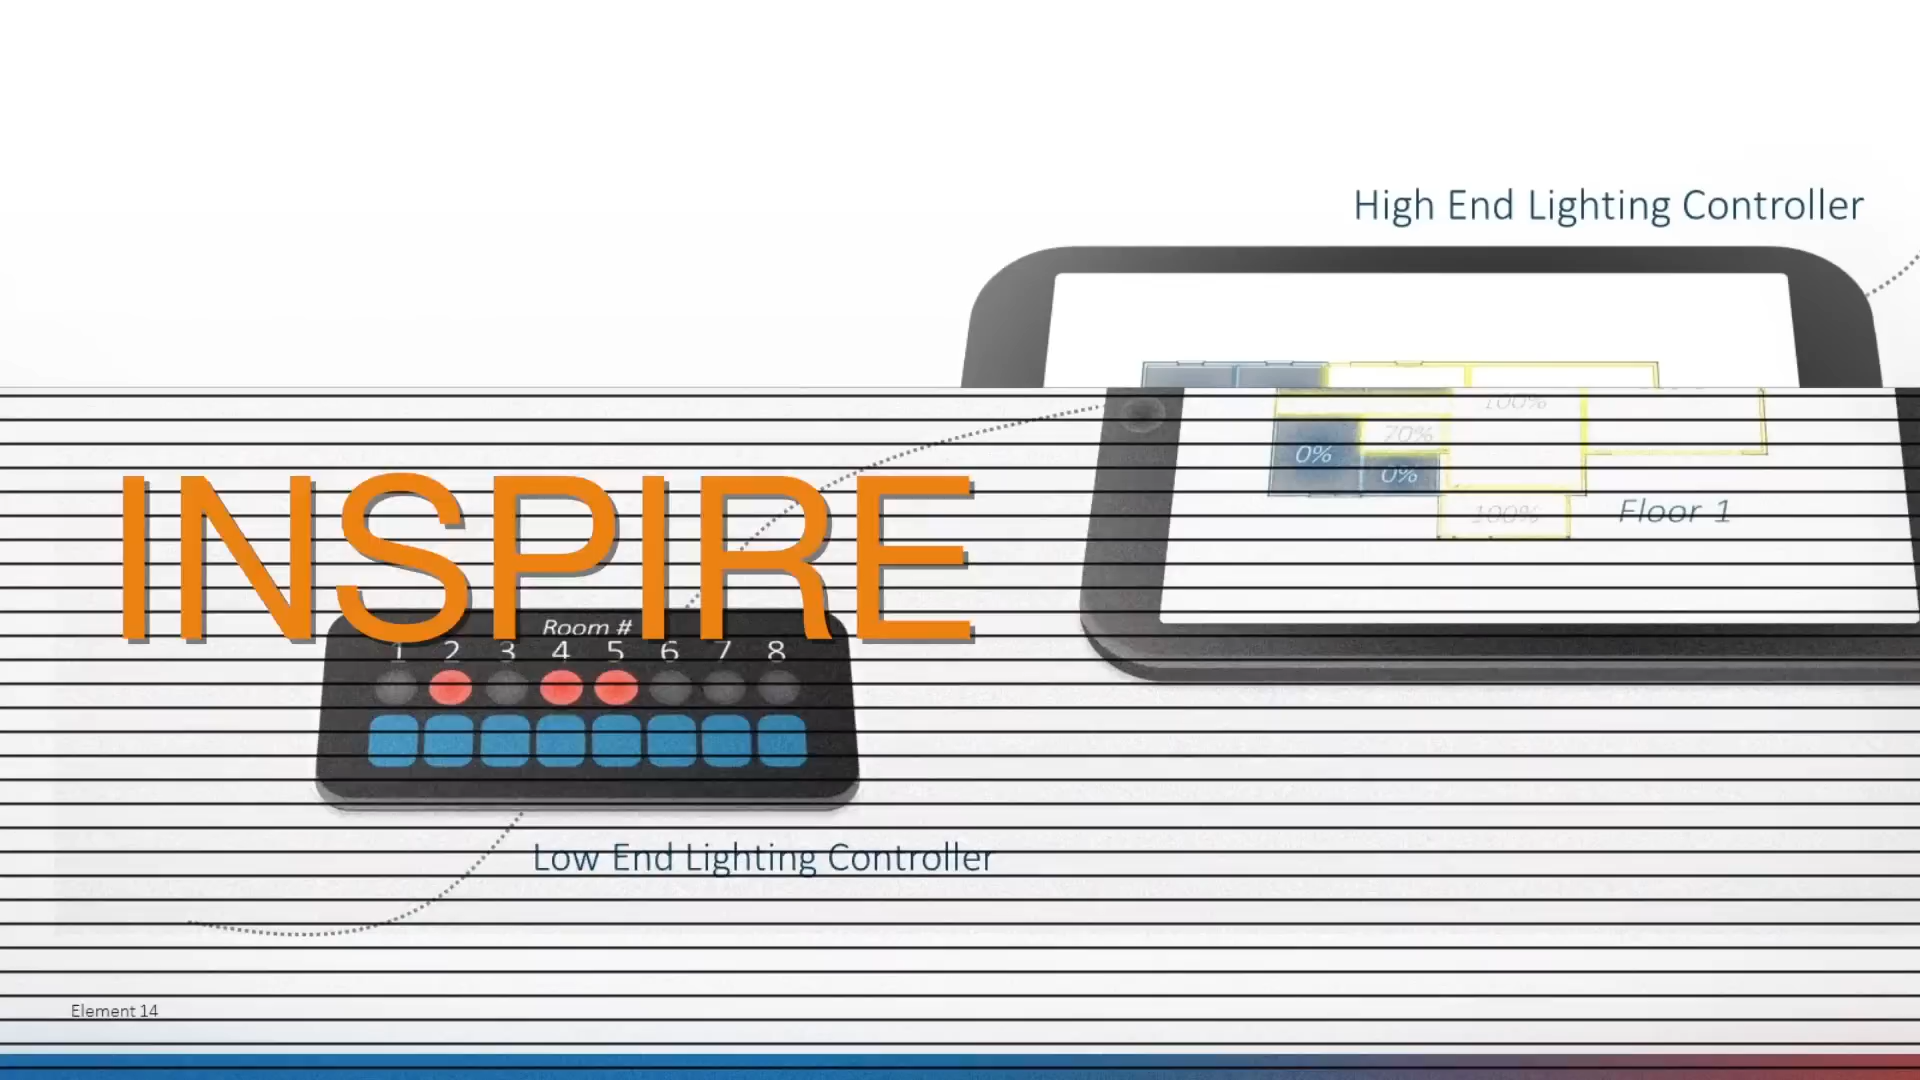 High End Lighting Controller
100%
70%
0%
0%
100%
Floor 1
INSPIRE
Room #
1 2 3 4 5 6 7 8
Low End Lighting Controller
Element 14